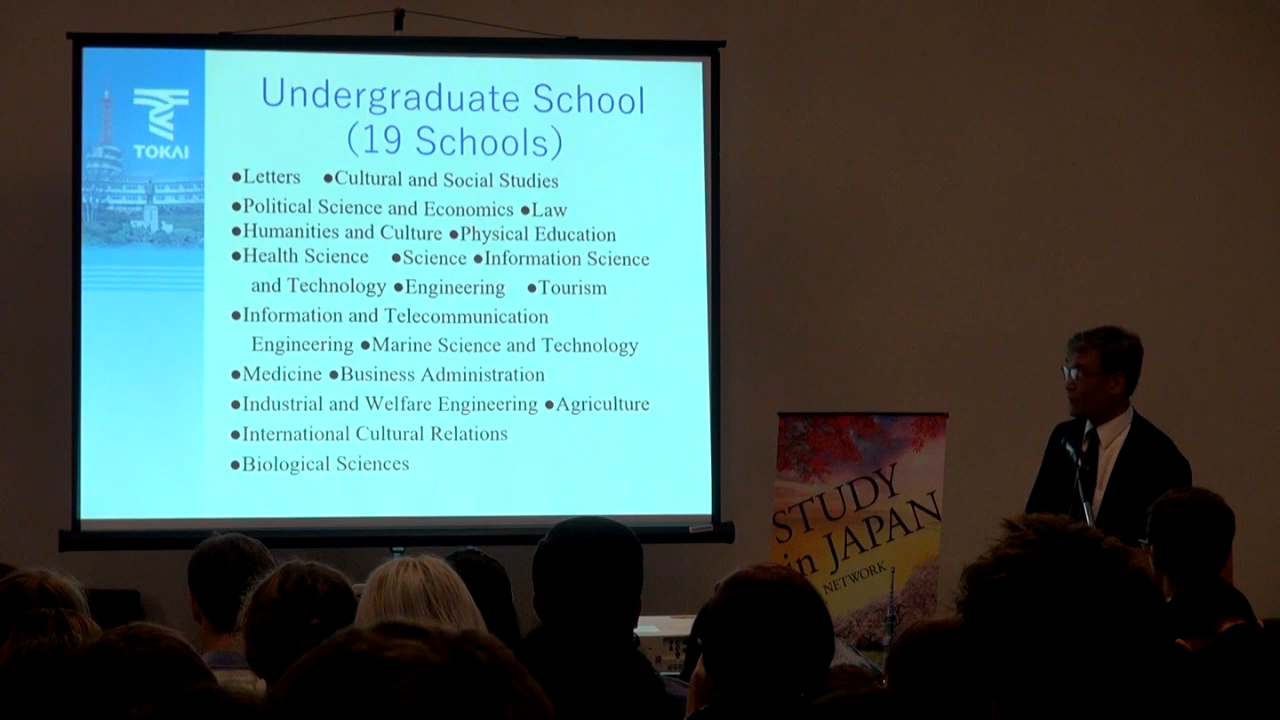 TOKAI
Undergraduate School
(19 Schools)
●Letters ●Cultural and Social Studies
●Political Science and Economics ●Law
●Humanities and Culture ●Physical Education
●Health Science ●Science ●Information Science
and Technology ●Engineering ●Tourism
●Information and Telecommunication
Engineering ●Marine Science and Technology
●Medicine ●Business Administration
●Industrial and Welfare Engineering ●Agriculture
●International Cultural Relations
●Biological Sciences
STUDY
in JAPAN
NETWORK